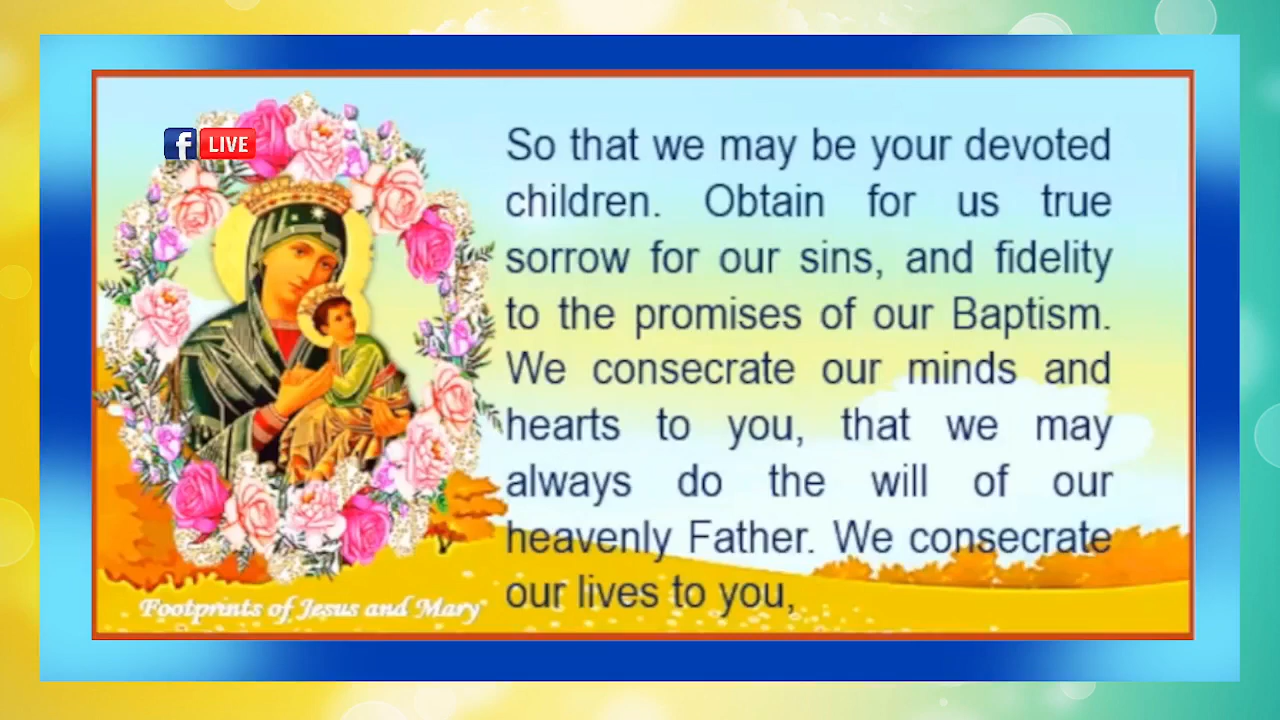 f LIVE
So that we may be your devoted
children. Obtain for us true
sorrow for our sins, and fidelity
to the promises of our Baptism.
We consecrate our minds and
hearts to you, that we may
always do the will of our
heavenly Father. We consecrate
our lives to you,
Footprints of Jesus and Mary